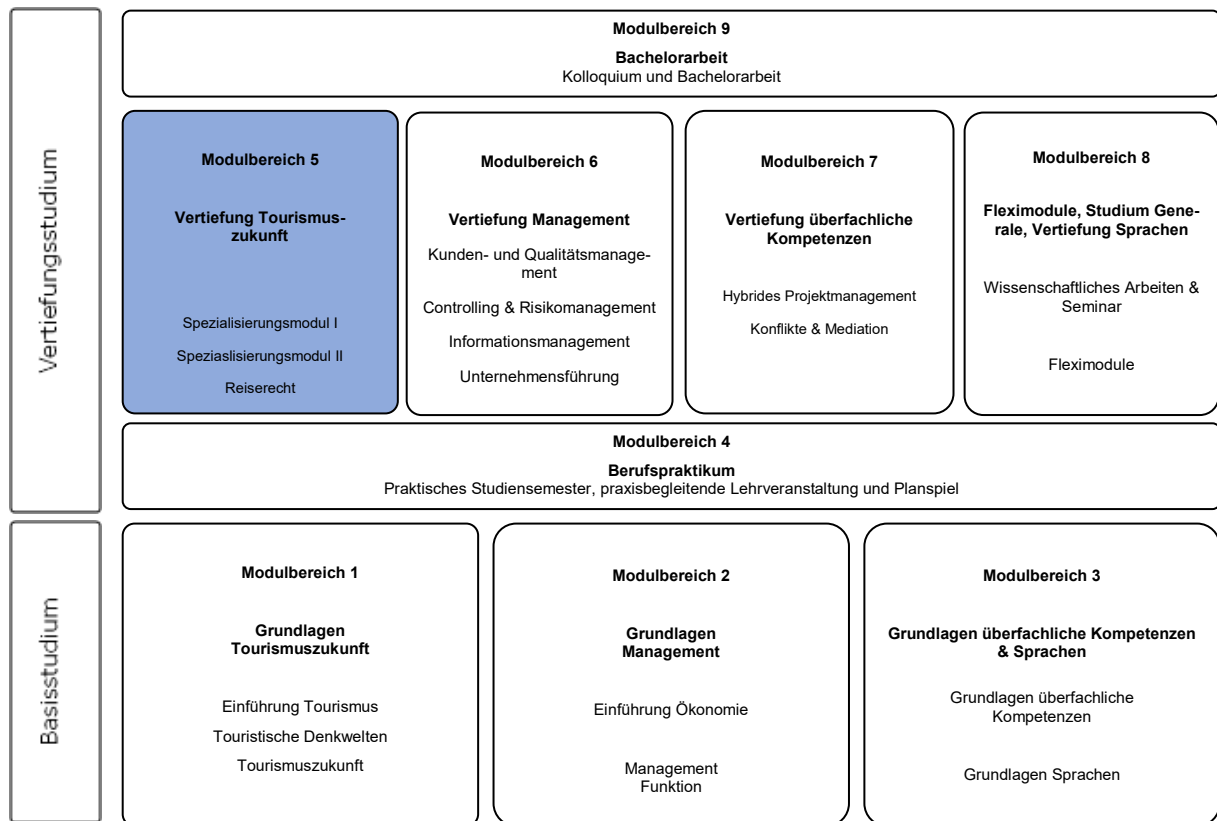 Vertiefungsstudium
Modulbereich 9
Bachelorarbeit
Kolloquium und Bachelorarbeit
Modulbereich 5
Vertiefung Tourismus-
zukunft
Spezialisierungsmodul I
Speziaslisierungsmodul II
Reiserecht
Modulbereich 6
Vertiefung Management
Kunden- und Qualitätsmanage-
ment
Controlling & Risikomanagement
Informationsmanagement
Unternehmensführung
Modulbereich 7
Vertiefung überfachliche
Kompetenzen
Hybrides Projektmanagement
Konflikte & Mediation
Modulbereich 8
Fleximodule, Studium Gene-
rale, Vertiefung Sprachen
Wissenschaftliches Arbeiten &
Seminar
Fleximodule
Modulbereich 4
Berufspraktikum
Praktisches Studiensemester, praxisbegleitende Lehrveranstaltung und Planspiel
Basisstudium
Modulbereich 1
Grundlagen
Tourismuszukunft
Einführung Tourismus
Touristische Denkwelten
Tourismuszukunft
Modulbereich 2
Grundlagen
Management
Einführung Ökonomie
Management
Funktion
Modulbereich 3
Grundlagen überfachliche Kompetenzen
& Sprachen
Grundlagen überfachliche
Kompetenzen
Grundlagen Sprachen